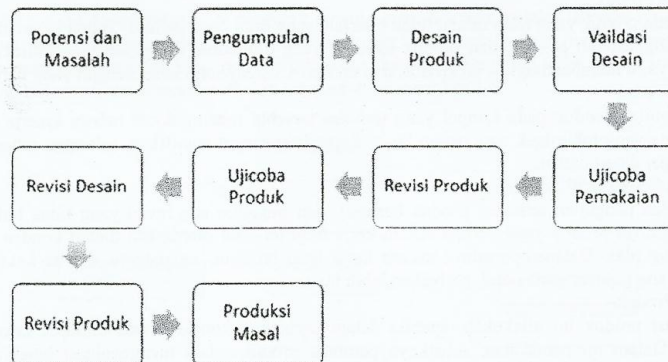 Potensi dan
Masalah
Pengumpulan
Data
Desain
Produk
Vaildasi
Desain
Revisi Desain
Ujicoba
Produk
Revisi Produk
Ujicoba
Pemakaian
Revisi Produk
Produksi
Masal